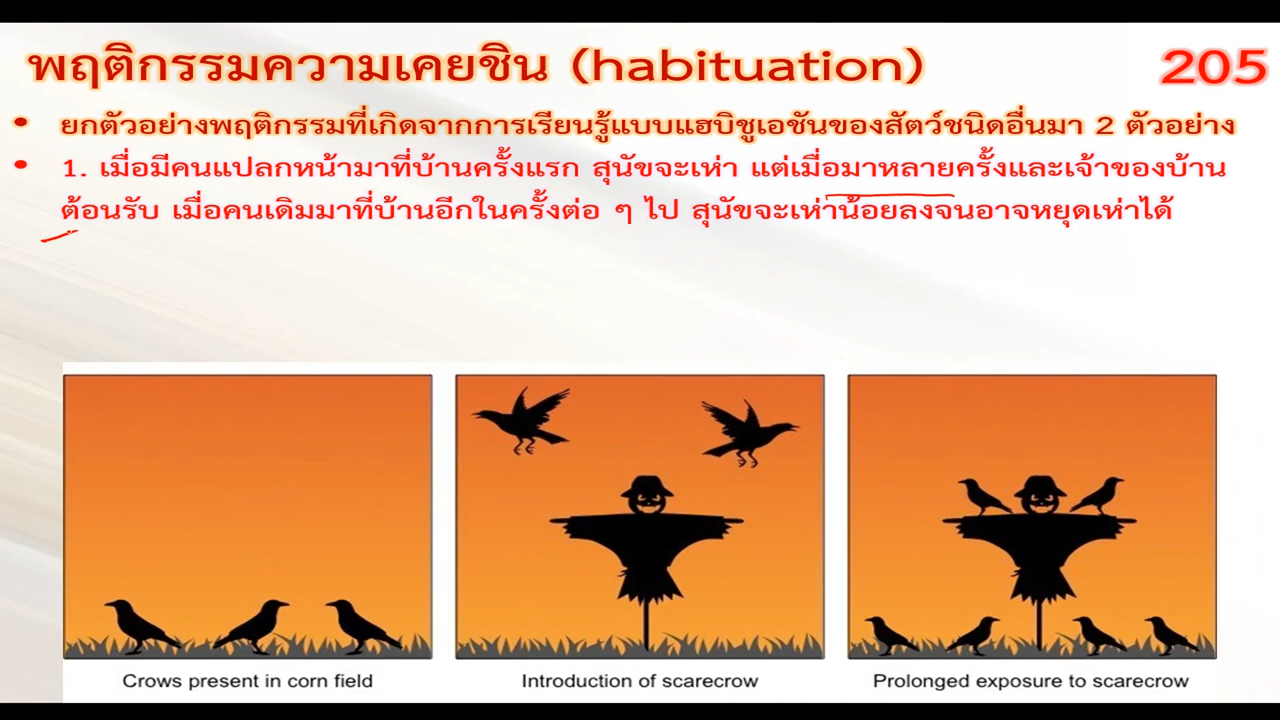 พฤติกรรมความเคยชิน (habituation)
205
• ยกตัวอย่างพฤติกรรมที่เกิดจากการเรียนรู้แบบแฮบิชูเอชันของสัตว์ชนิดอื่นมา 2 ตัวอย่าง
• 1. เมื่อมีคนแปลกหน้ามาที่บ้านครั้งแรก สุนัขจะเห่า แต่เมื่อมาหลายครั้งและเจ้าของบ้าน
ต้อนรับ เมื่อคนเดิมมาที่บ้านอีกในครั้งต่อ ๆ ไป สุนัขจะเห่าน้อยลงจนอาจหยุดเห่าได้
Crows present in corn field
Introduction of scarecrow
Prolonged exposure to scarecrow